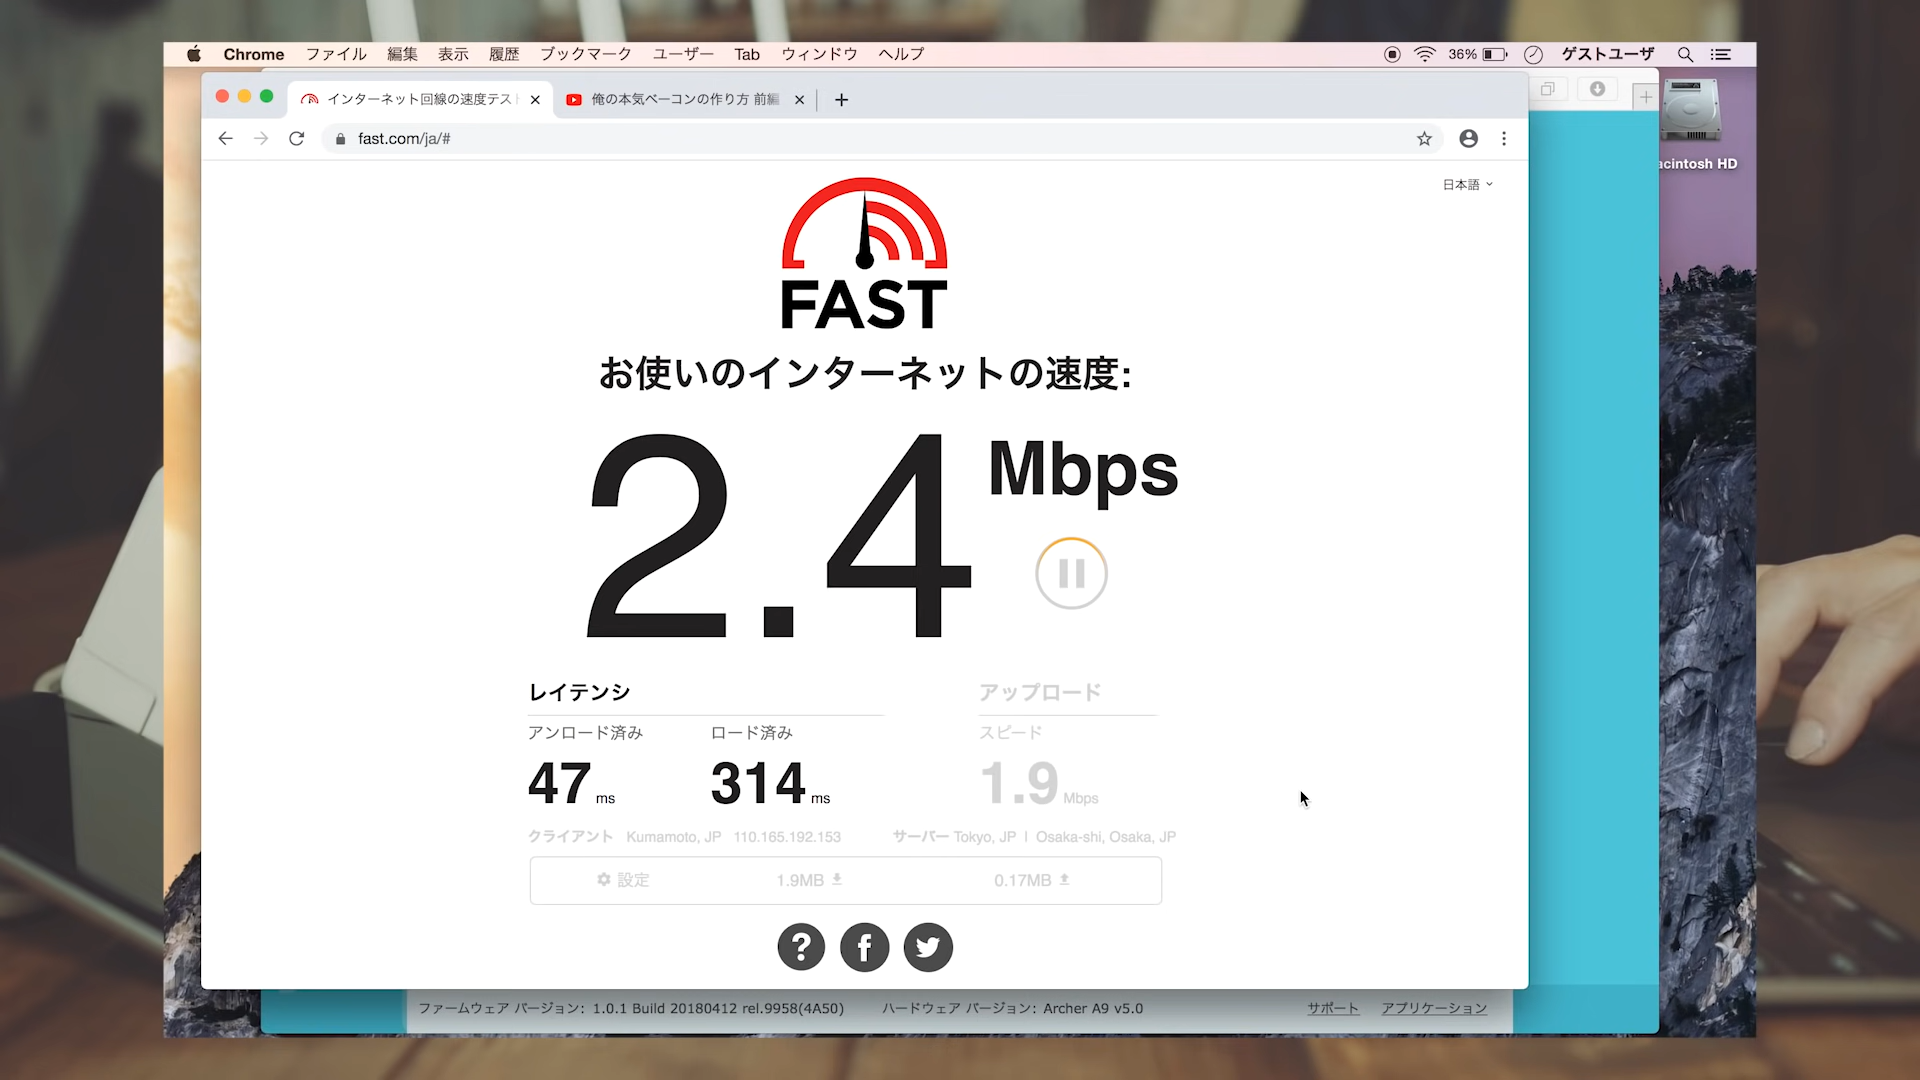 Chrome ファイル 編集 表示 履歴 ブックマーク ユーザー Tab ウィンドウ ヘルプ 36% ゲストユーザ
インターネット回線の速度テスト 俺の本気ベーコンの作り方 前編
fast.com/ja/#
acintosh HD
日本語
FAST
お使いのインターネットの速度:
2.4 Mbps
レイテンシ アップロード
アンロード済み ロード済み スピード
47 ms 314 ms 1.9 Mbps
クライアント Kumamoto, JP 110.165.192.153 サーバー Tokyo, JP | Osaka-shi, Osaka, JP
設定 1.9MB 0.17MB
ファームウェア バージョン: 1.0.1 Build 20180412 rel.9958(4A50) ハードウェア バージョン: Archer A9 v5.0 サポート アプリケーション